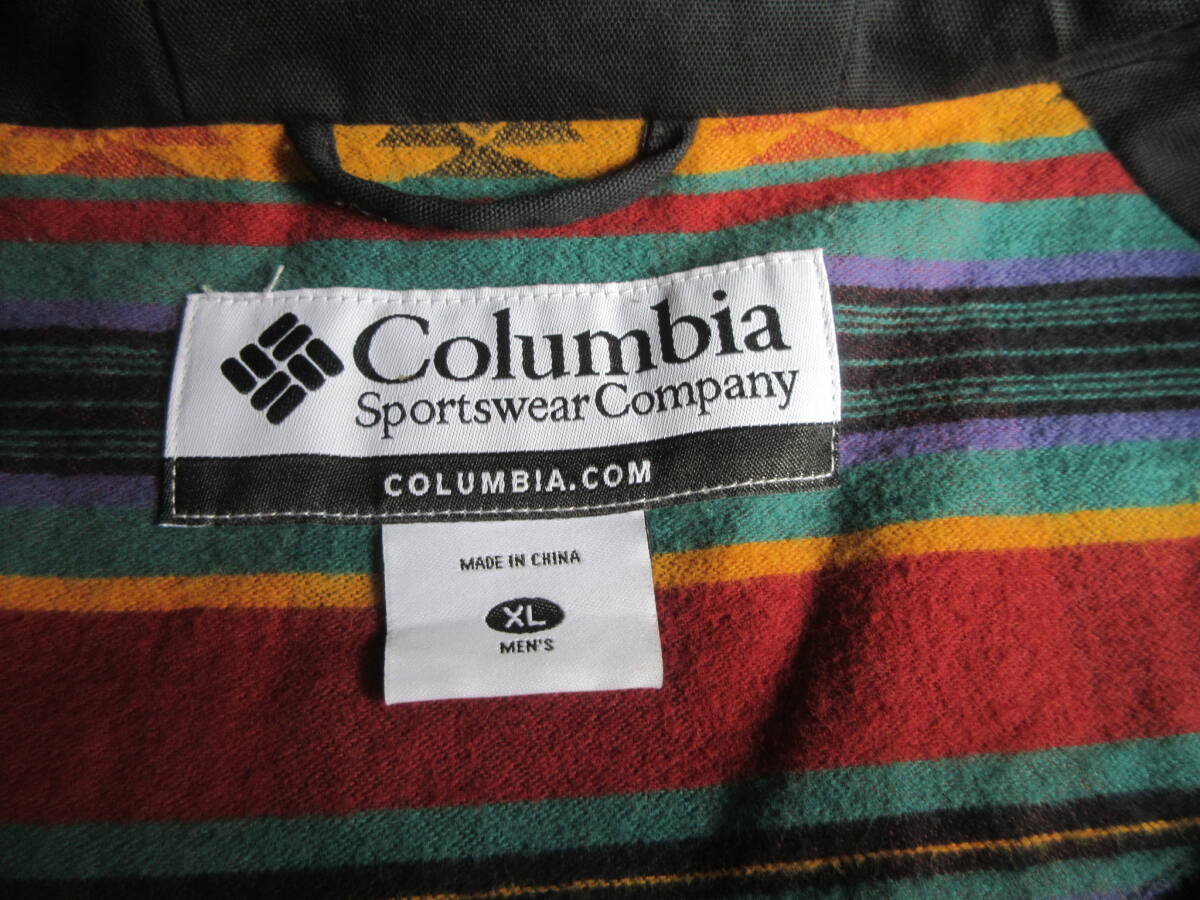 Columbia
Sportswear Company
COLUMBIA.COM
MADE IN CHINA
XL
MEN'S